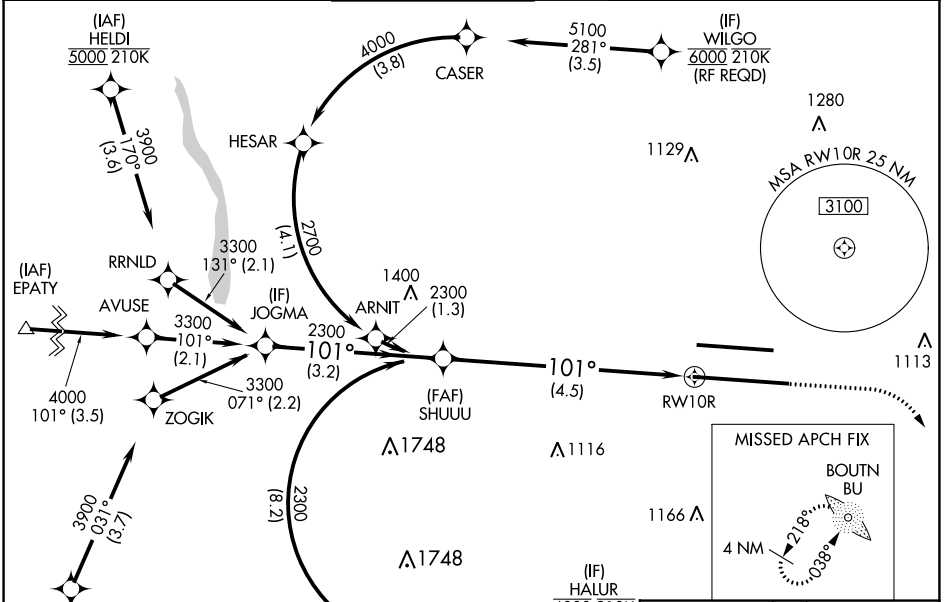 (IAF)
HELDI
5000 210K
3900
170°
(3.6)
4000
(3.8)
CASER
5100
281°
(3.5)
(IF)
WILGO
6000 210K
(RF REQD)
HESAR
1280
1129
MSA RW10R 25 NM
3100
2700
(4.1)
RRNLD
3300
131° (2.1)
(IAF)
EPATY
AVUSE
3300
101°
(2.1)
(IF)
JOGMA
2300
101°
(3.2)
1400
ARNIT
2300
(1.3)
4000
101° (3.5)
ZOGIK
3300
071° (2.2)
(FAF)
SHUUU
101°
(4.5)
RW10R
1113
3900
031°
(3.7)
2300
(8.2)
1748
1116
1748
1166
MISSED APCH FIX
BOUTN
BU
218°
038°
4 NM
(IF)
HALUR